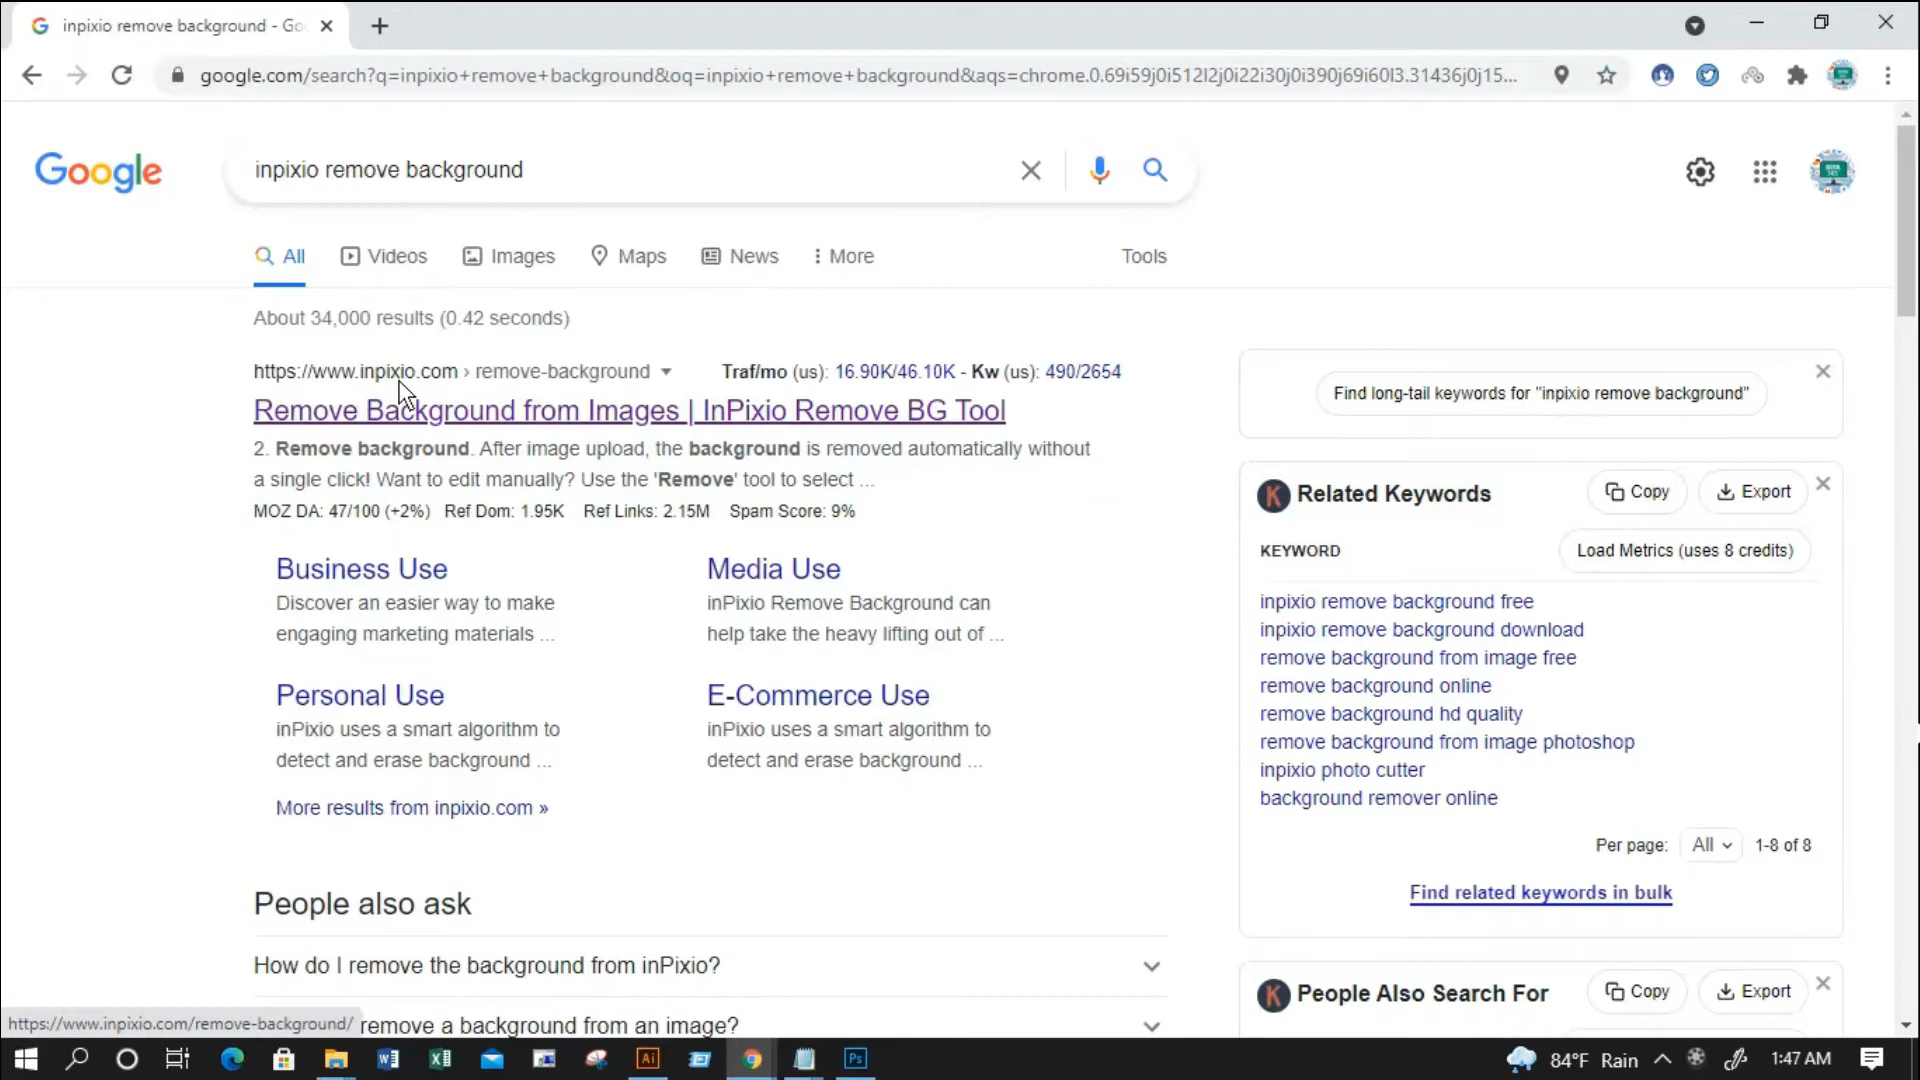 inpixio remove background - Go
google.com/search?q=inpixio+remove+background&oq=inpixio+remove+background&aqs=chrome.0.69i59j0i512l2j0i22i30j0i390j69i60l3.31436j0j15...
Google
inpixio remove background
All
Videos
Images
Maps
News
More
Tools
About 34,000 results (0.42 seconds)
https://www.inpixio.com › remove-background
Traf/mo (us): 16.90K/46.10K - Kw (us): 490/2654
Remove Background from Images | InPixio Remove BG Tool
2. Remove background. After image upload, the background is removed automatically without
a single click! Want to edit manually? Use the 'Remove' tool to select ...
MOZ DA: 47/100 (+2%) Ref Dom: 1.95K Ref Links: 2.15M Spam Score: 9%
Business Use
Discover an easier way to make
engaging marketing materials ...
Media Use
inPixio Remove Background can
help take the heavy lifting out of ...
Personal Use
inPixio uses a smart algorithm to
detect and erase background ...
E-Commerce Use
inPixio uses a smart algorithm to
detect and erase background ...
More results from inpixio.com »
People also ask
How do I remove the background from inPixio?
remove a background from an image?
Find long-tail keywords for "inpixio remove background"
K
Related Keywords
Copy
Export
KEYWORD
Load Metrics (uses 8 credits)
inpixio remove background free
inpixio remove background download
remove background from image free
remove background online
remove background hd quality
remove background from image photoshop
inpixio photo cutter
background remover online
Per page: All 1-8 of 8
Find related keywords in bulk
K
People Also Search For
Copy
Export
https://www.inpixio.com/remove-background/
Ai
Ps
84°F Rain
1:47 AM